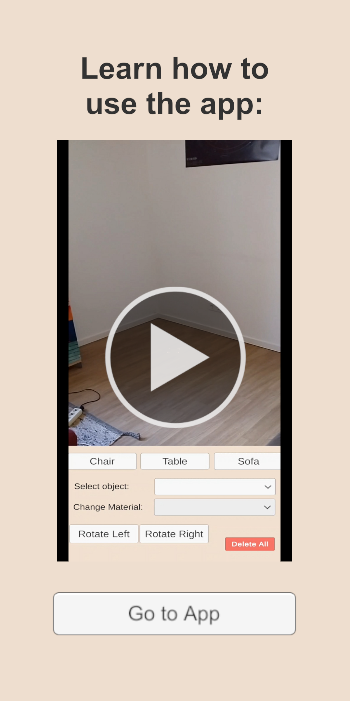 Learn how to
use the app:
Chair Table Sofa
Select object:
Change Material:
Rotate Left Rotate Right
Delete All
Go to App